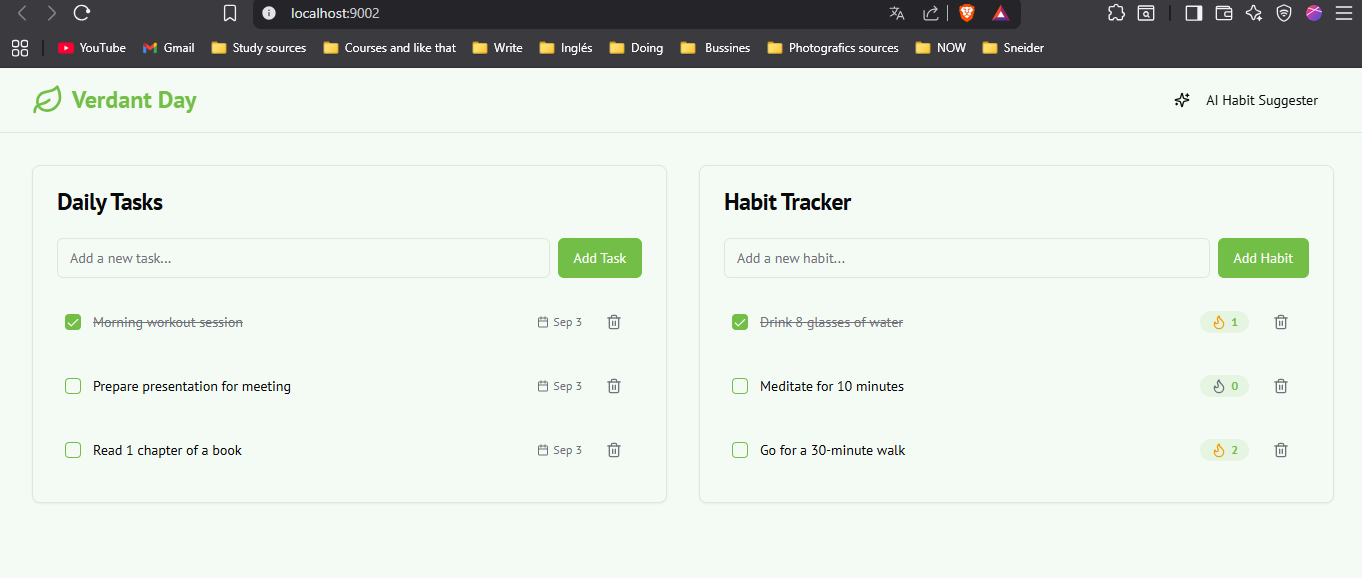 localhost:9002
YouTube Gmail Study sources Courses and like that Write Inglés Doing Bussines Photografics sources NOW Sneider
Verdant Day
AI Habit Suggester
Daily Tasks
Add a new task...
Add Task
Morning workout session
Sep 3
Prepare presentation for meeting
Sep 3
Read 1 chapter of a book
Sep 3
Habit Tracker
Add a new habit...
Add Habit
Drink 8 glasses of water
1
Meditate for 10 minutes
0
Go for a 30-minute walk
2